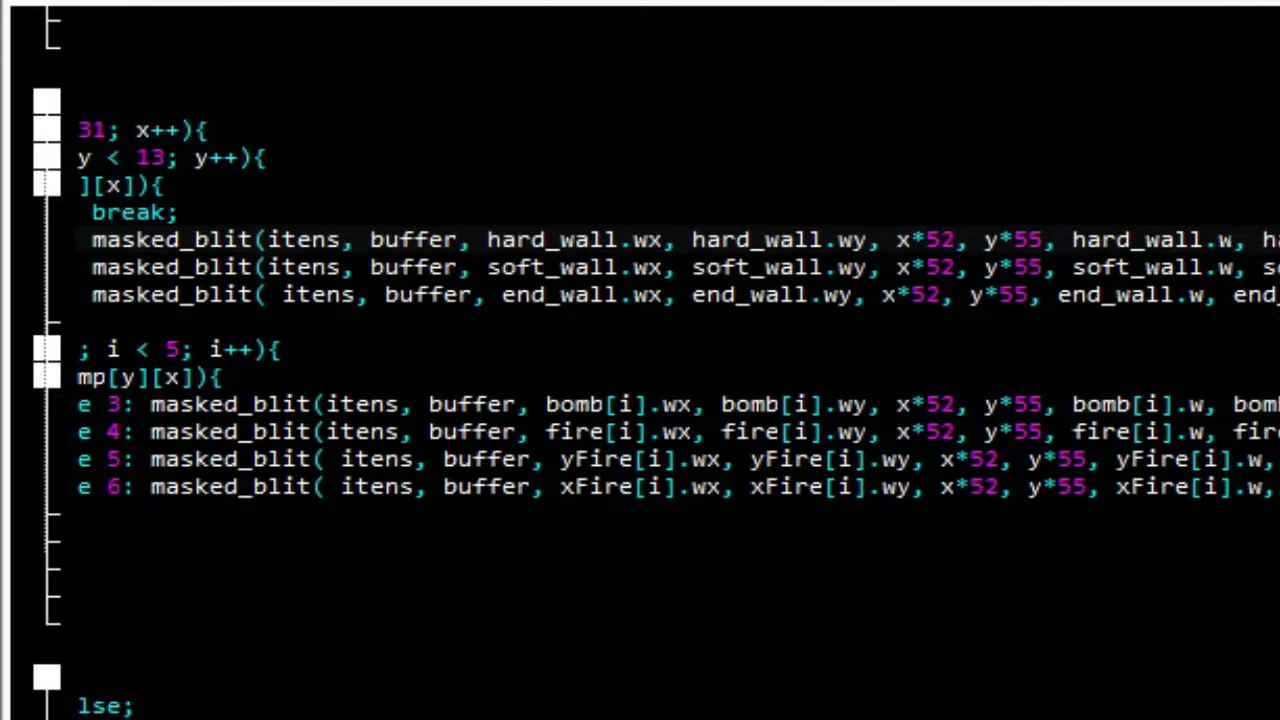 31; x++){
y < 13; y++){
][x]){
break;
masked_blit(itens, buffer, hard_wall.wx, hard_wall.wy, x*52, y*55, hard_wall.w, ha
masked_blit(itens, buffer, soft_wall.wx, soft_wall.wy, x*52, y*55, soft_wall.w, so
masked_blit( itens, buffer, end_wall.wx, end_wall.wy, x*52, y*55, end_wall.w, end_
; i < 5; i++){
mp[y][x]){
e 3: masked_blit(itens, buffer, bomb[i].wx, bomb[i].wy, x*52, y*55, bomb[i].w, bomb
e 4: masked_blit(itens, buffer, fire[i].wx, fire[i].wy, x*52, y*55, fire[i].w, fire
e 5: masked_blit( itens, buffer, yFire[i].wx, yFire[i].wy, x*52, y*55, yFire[i].w,
e 6: masked_blit( itens, buffer, xFire[i].wx, xFire[i].wy, x*52, y*55, xFire[i].w,
lse;